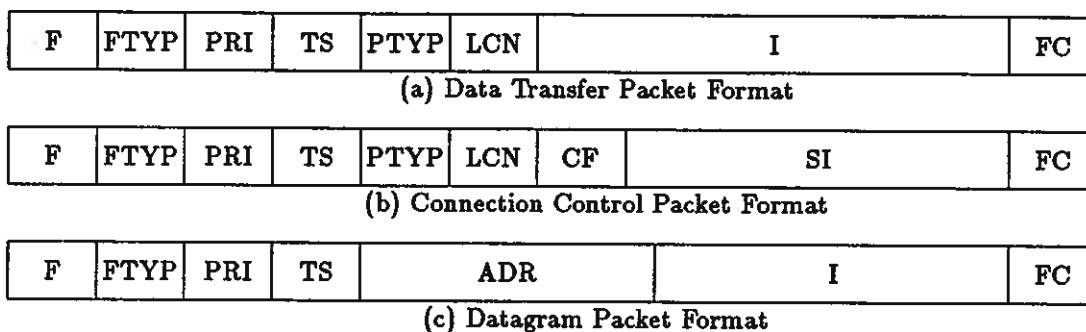 F FTYP PRI TS PTYP LCN I FC
(a) Data Transfer Packet Format
F FTYP PRI TS PTYP LCN CF SI FC
(b) Connection Control Packet Format
F FTYP PRI TS ADR I FC
(c) Datagram Packet Format